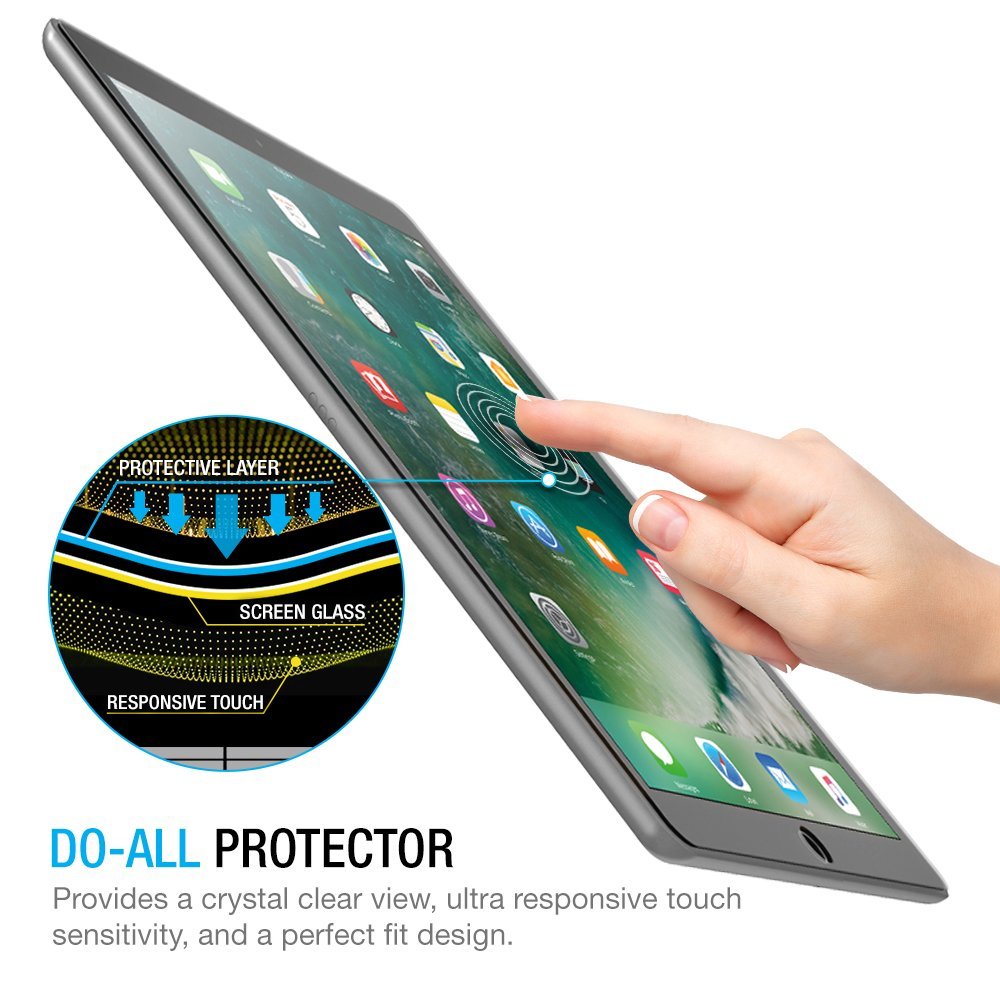 PROTECTIVE LAYER
SCREEN GLASS
RESPONSIVE TOUCH
DO-ALL PROTECTOR
Provides a crystal clear view, ultra responsive touch
sensitivity, and a perfect fit design.